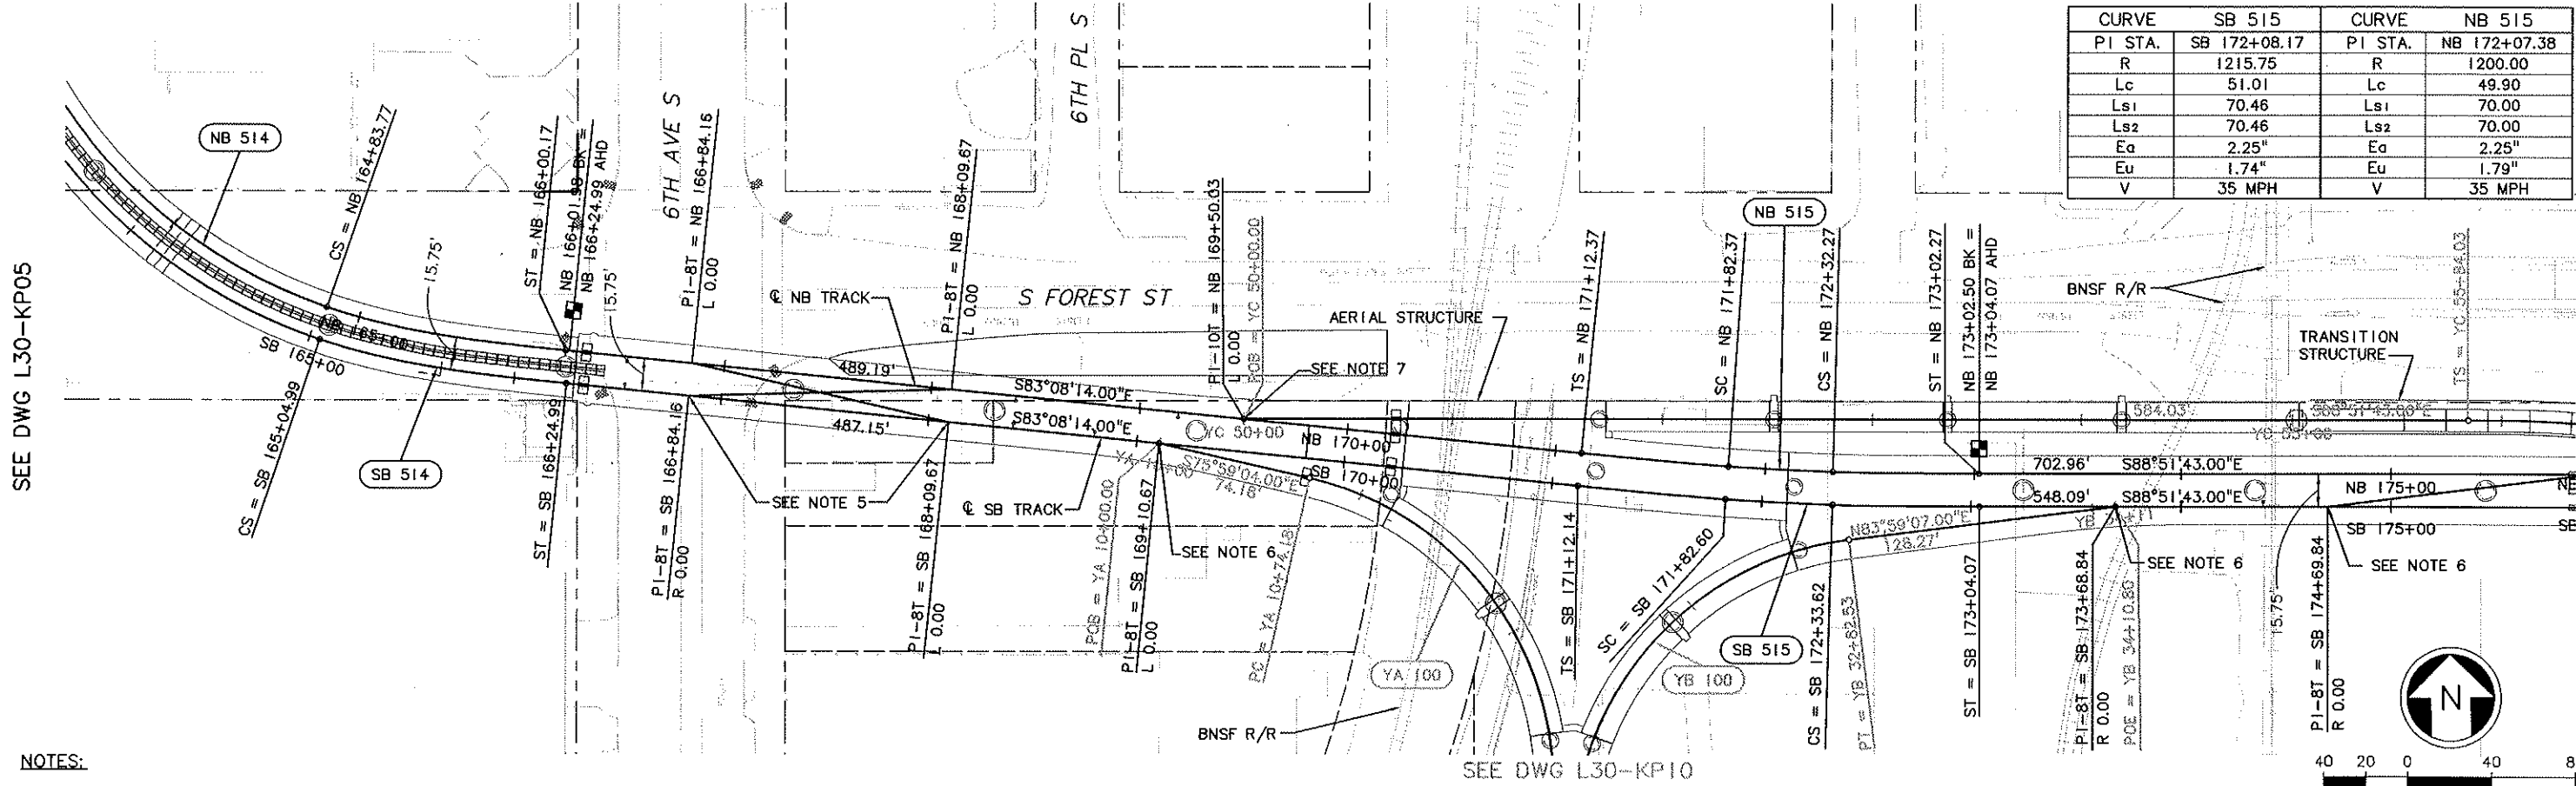 CURVE SB 515 CURVE NB 515
PI STA. SB 172+08.17 PI STA. NB 172+07.38
R 1215.75 R 1200.00
Lc 51.01 Lc 49.90
Ls1 70.46 Ls1 70.00
Ls2 70.46 Ls2 70.00
Ea 2.25" Ea 2.25"
Eu 1.74" Eu 1.79"
V 35 MPH V 35 MPH
SEE DWG L30-KP05
NB 514
CS = NB 164+83.77
NB 165+00
SB 165+00
CS = SB 165+04.99
SB 514
15.75'
ST = NB 166+00.17
NB 166+01.98 BK =
NB 166+24.99 AHD
ST = SB 166+24.99
15.75'
6TH AVE S
PI-8T = NB 166+84.16
L 0.00
PI-8T = SB 166+84.16
R 0.00
℄ NB TRACK
489.19'
S83°08'14.00"E
487.15'
S83°08'14.00"E
SEE NOTE 5
PI-8T = NB 168+09.67
L 0.00
PI-8T = SB 168+09.67
L 0.00
℄ SB TRACK
6TH PL S
S FOREST ST
POB = YA 10+00.00
PI-8T = SB 169+10.67
L 0.00
SEE NOTE 6
S75°59'04.00"E
74.18'
PC = YA 10+74.18
PI-10T = NB 169+50.03
L 0.00
POB = YC 50+00.00
YC 50+00
SEE NOTE 7
AERIAL STRUCTURE
NB 170+00
SB 170+00
YA 100
BNSF R/R
SEE DWG L30-KP10
TS = NB 171+12.37
TS = SB 171+12.14
SC = NB 171+82.37
SC = SB 171+82.60
NB 515
SB 515
YB 100
CS = NB 172+32.27
CS = SB 172+33.62
PT = YB 32+82.53
N83°59'07.00"E
128.27'
ST = NB 173+02.27
NB 173+02.50 BK =
NB 173+04.07 AHD
ST = SB 173+04.07
702.96' S88°51'43.00"E
548.09' S88°51'43.00"E
PI-8T = SB 173+68.84
R 0.00
POE = YB 34+10.80
SEE NOTE 6
BNSF R/R
TRANSITION
STRUCTURE
584.03'
S88°51'43.00"E
TS = YC 55+84.03
NB 175+00
SB 175+00
15.75'
PI-8T = SB 174+69.84
R 0.00
SEE NOTE 6
N
40 20 0 40
NOTES: